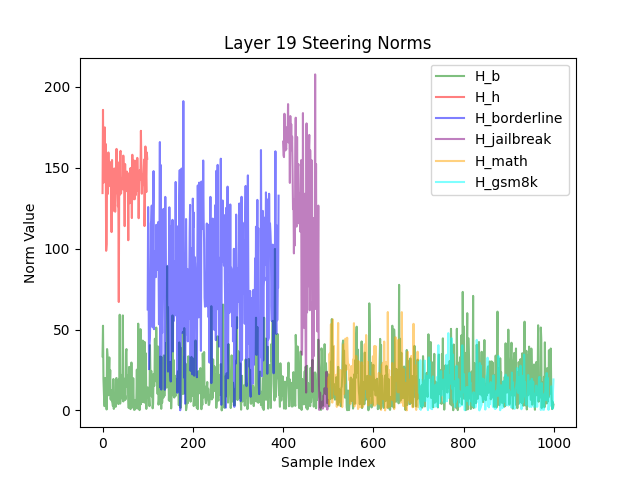 Layer 19 Steering Norms
Norm Value
200
150
100
50
0
0 200 400 600 800 1000
Sample Index
H_b
H_h
H_borderline
H_jailbreak
H_math
H_gsm8k